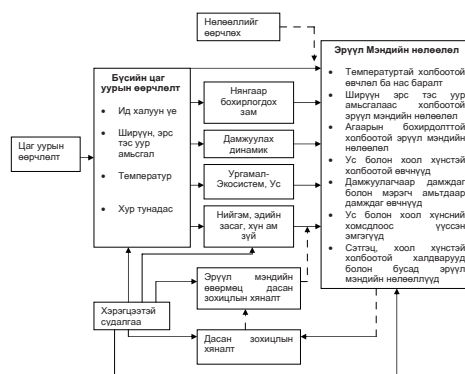 Нөлөөллийг
өөрчлөх
Эрүүл Мэндийн нөлөөлөл
Температуртай холбоотой
өвчлөл ба нас баралт
Ширүүн эрс тэс уур
амьсгалаас холбоотой
эрүүл мэндийн нөлөөлөл
Агаарын бохирдолттой
холбоотой эрүүл мэндийн
нөлөөлөл
Ус болон хоол хүнстэй
холбоотой өвчнүүд
Дамжуулагчаар дамждаг
болон мэрэгч амьтдаар
дамждаг өвчнүүд
Ус болон хоол хүнсний
хомсдлоос үүссэн
эмгэгүүд
Сэтгэц, хоол хүнстэй
холбоотой халдварууд
болон бусад эрүүл
мэндийн нөлөөллүүд
Бүсийн цаг
уурын өөрчлөлт
Ид халуун үе
Ширүүн, эрс
тэс уур
амьсгал
Температур
Хур тунадас
Нянгаар
бохирлогдох
зам
Дамжуулах
динамик
Ургамал-
Экосистем, Ус
Нийгэм, эдийн
засаг, хүн ам
зүй
Цаг уурын
өөрчлөлт
Эрүүл мэндийн
өвөрмөц дасан
зохицлын хяналт
Хэрэгцээтэй
судалгаа
Дасан зохицлын
хяналт